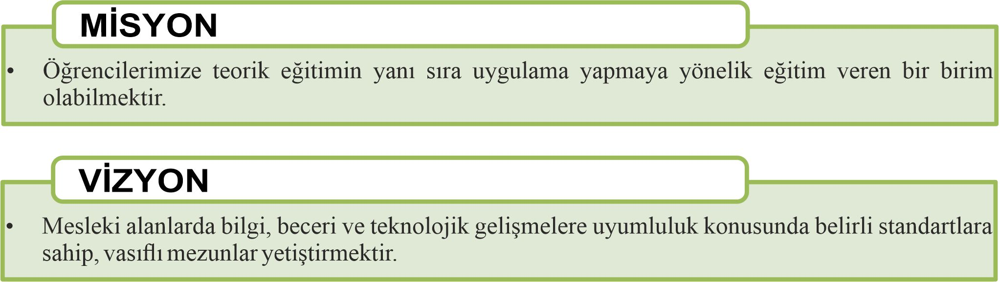 MİSYON
• Öğrencilerimize teorik eğitimin yanı sıra uygulama yapmaya yönelik eğitim veren bir birim
olabilmektir.
VİZYON
• Mesleki alanlarda bilgi, beceri ve teknolojik gelişmelere uyumluluk konusunda belirli standartlara
sahip, vasıflı mezunlar yetiştirmektir.